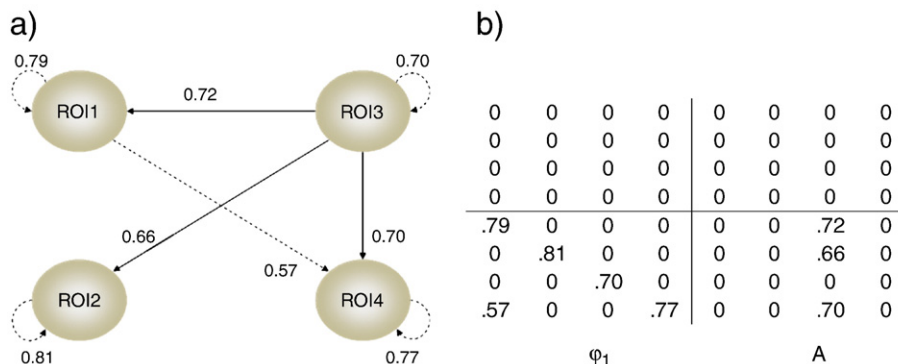 a)
b)
0.79
0.70
ROI1
0.72
ROI3
0.66
0.57
0.70
ROI2
ROI4
0.81
0.77
0 0 0 0 0 0 0 0
0 0 0 0 0 0 0 0
0 0 0 0 0 0 0 0
0 0 0 0 0 0 0 0
.79 0 0 0 0 0 .72 0
0 .81 0 0 0 0 .66 0
0 0 .70 0 0 0 0 0
.57 0 0 .77 0 0 .70 0
φ₁ A